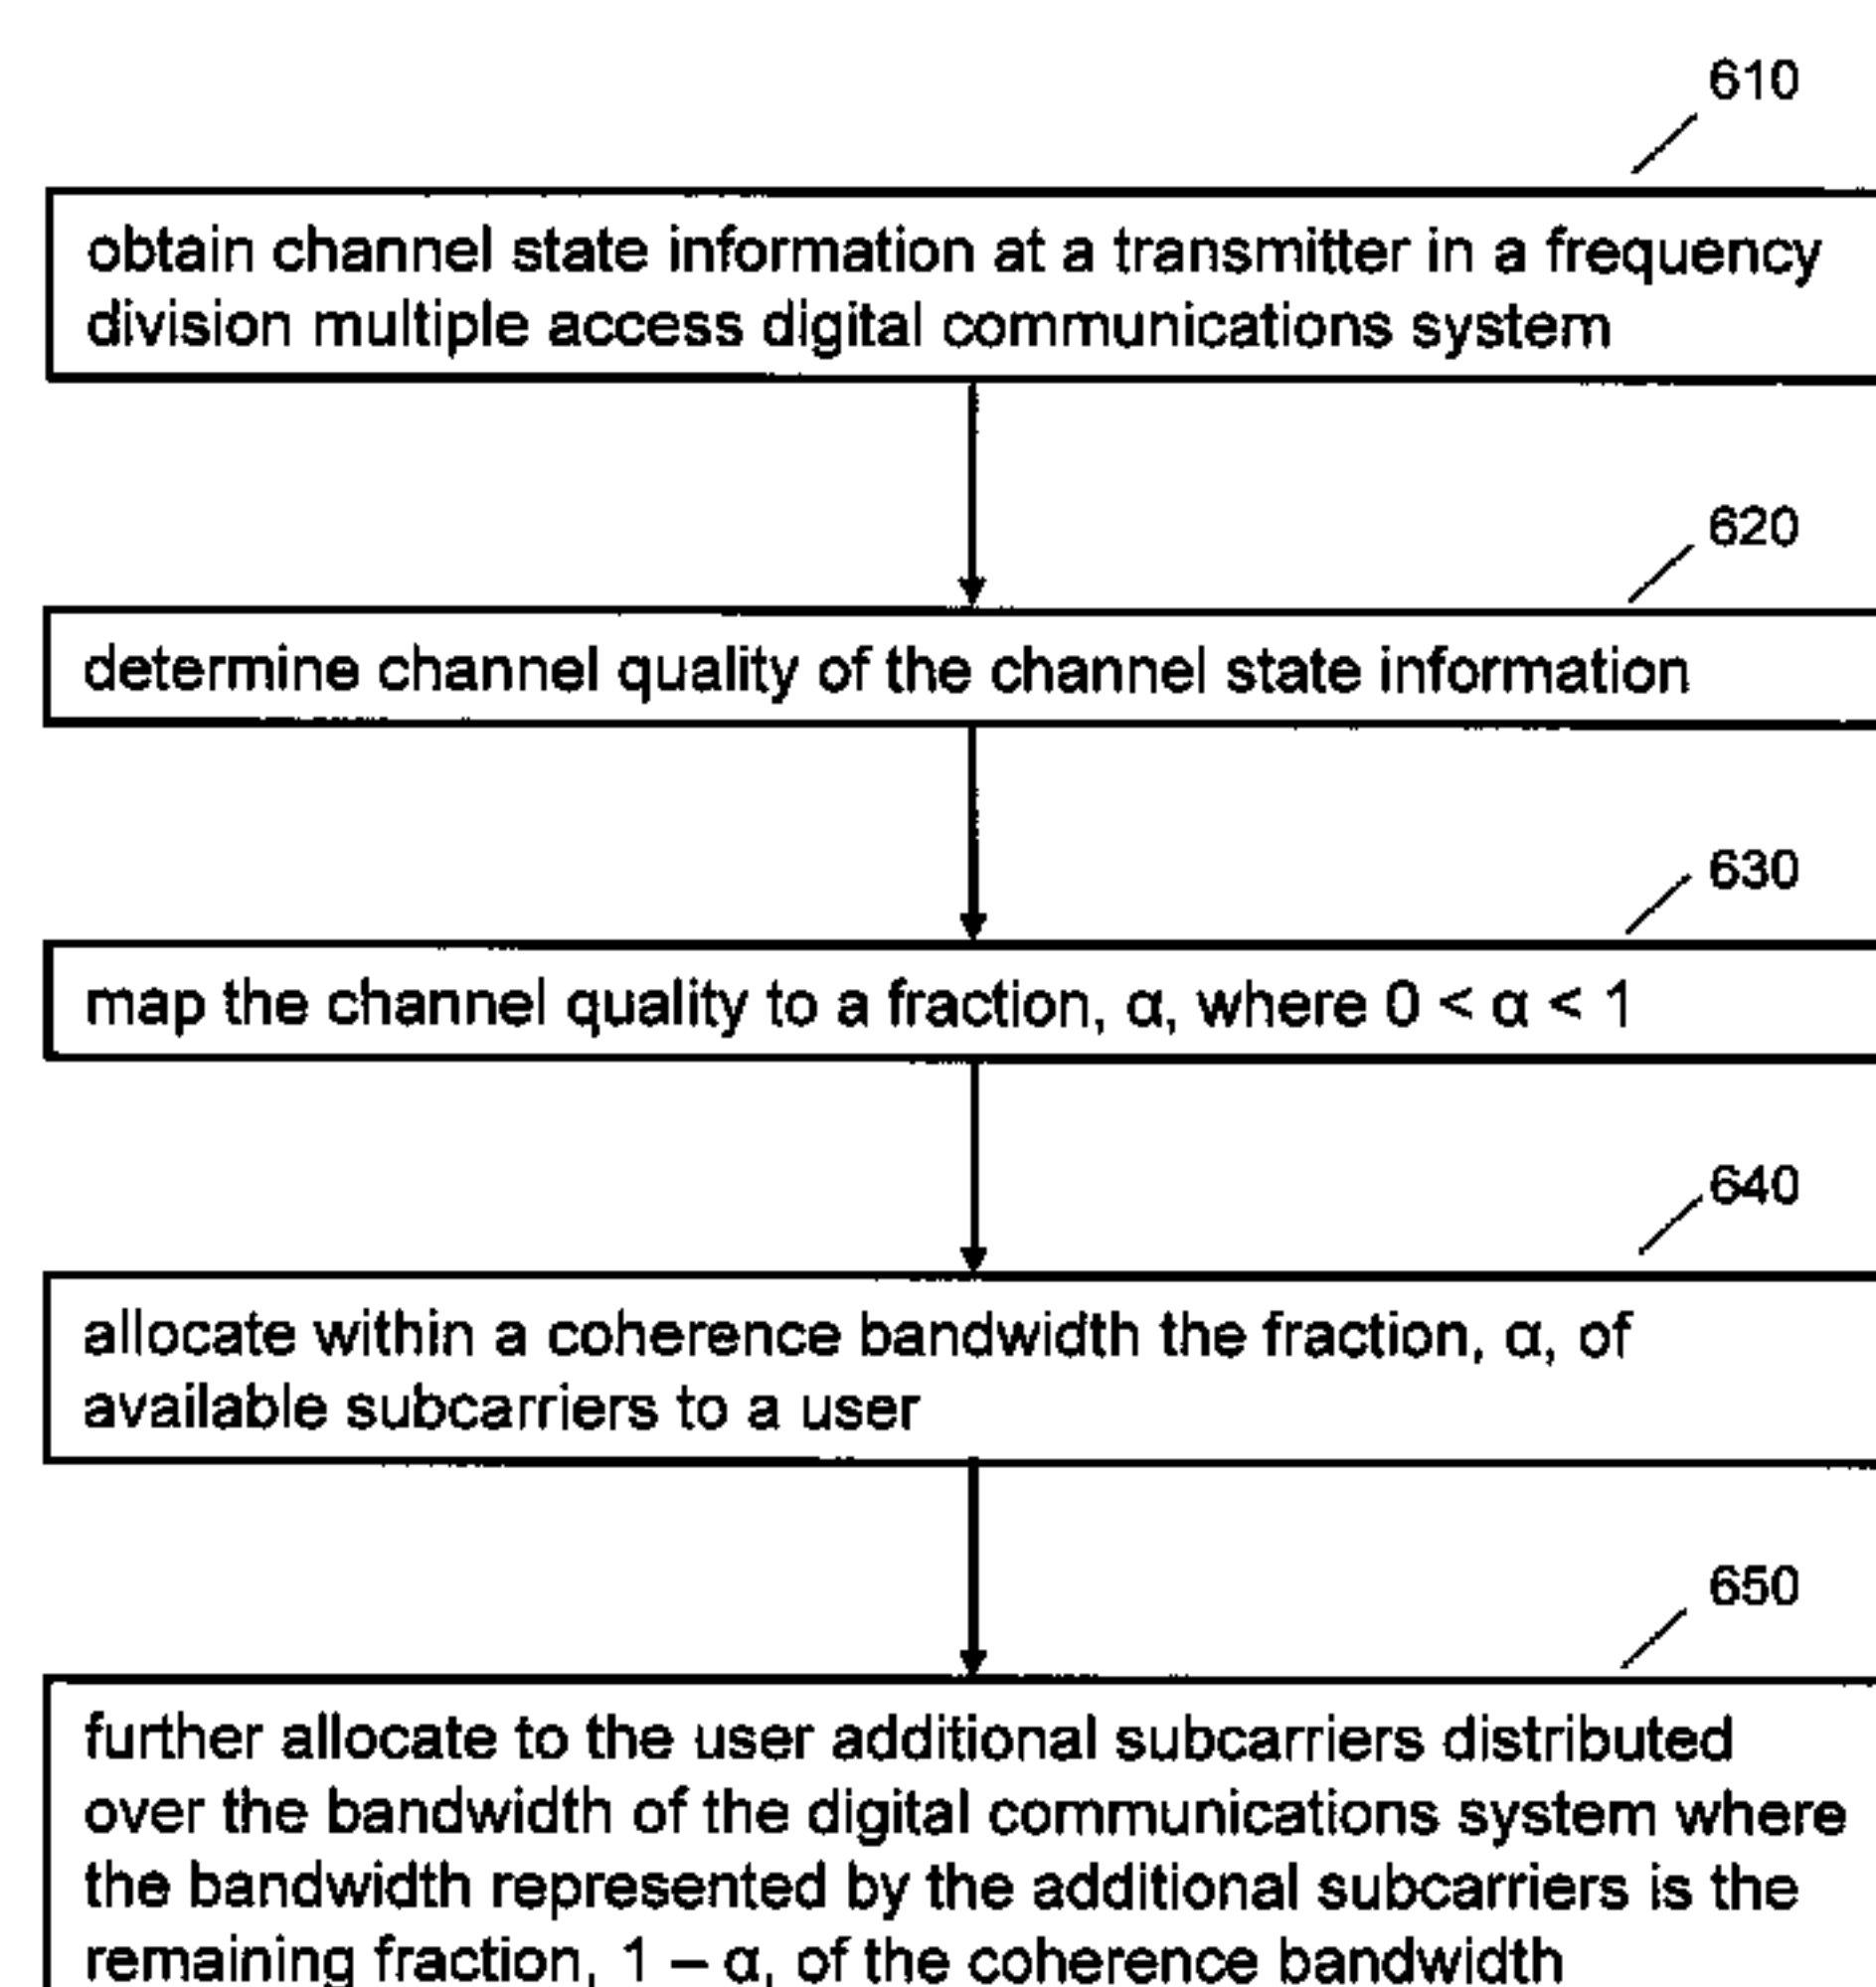 610
obtain channel state information at a transmitter in a frequency
division multiple access digital communications system
620
determine channel quality of the channel state information
630
map the channel quality to a fraction, α, where 0 < α < 1
640
allocate within a coherence bandwidth the fraction, α, of
available subcarriers to a user
650
further allocate to the user additional subcarriers distributed
over the bandwidth of the digital communications system where
the bandwidth represented by the additional subcarriers is the
remaining fraction, 1 – α, of the coherence bandwidth